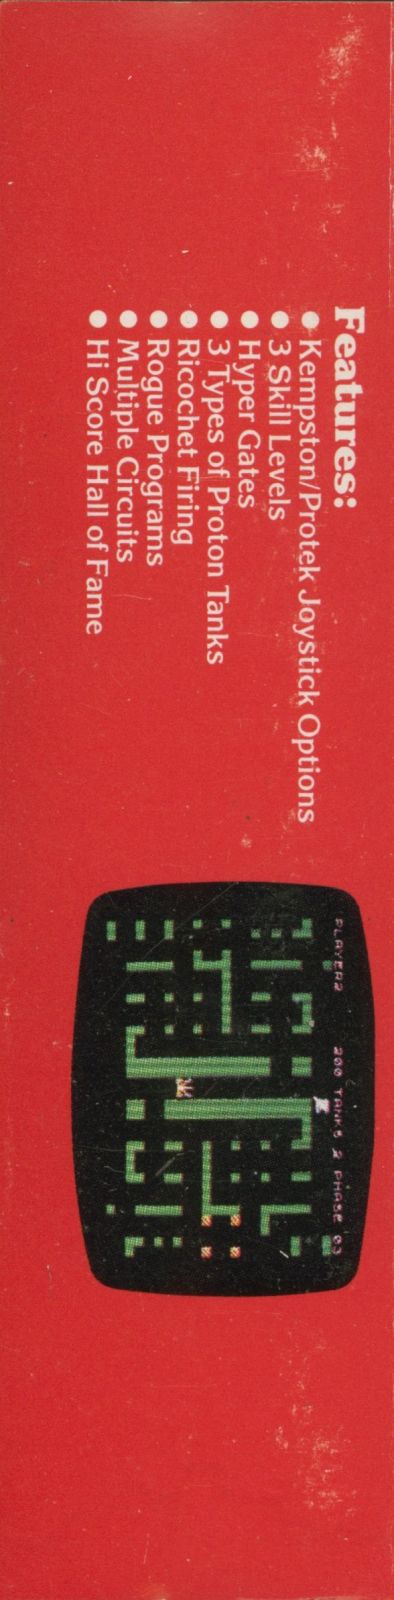 Features:
● Kempston/Protek Joystick Options
● 3 Skill Levels
● Hyper Gates
● 3 Types of Proton Tanks
● Ricochet Firing
● Rogue Programs
● Multiple Circuits
● Hi Score Hall of Fame
PLAYER2 200 TANKS 2 PHASE 03